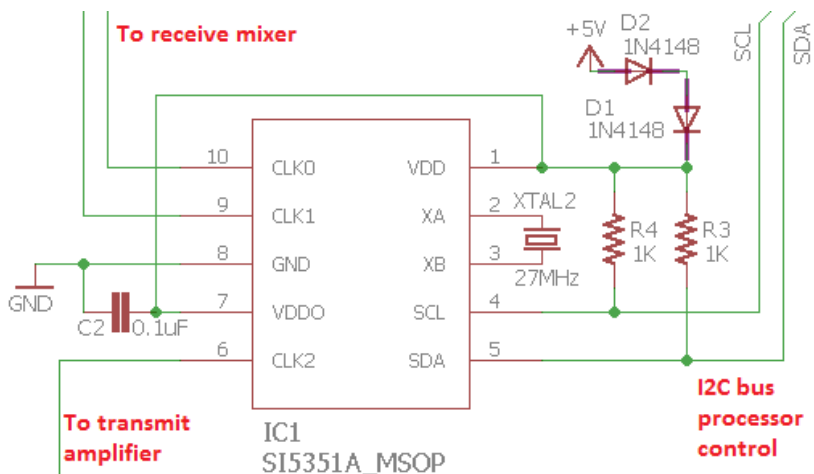 To receive mixer
+5V
D2
1N4148
D1
1N4148
SCL
SDA
10 CLK0 VDD 1
9 CLK1 XA 2
XTAL2
8 GND XB 3
27MHz
7 VDDO SCL 4
6 CLK2 SDA 5
GND
C2 0.1uF
R4
1K
R3
1K
To transmit
amplifier
IC1
SI5351A_MSOP
I2C bus
processor
control